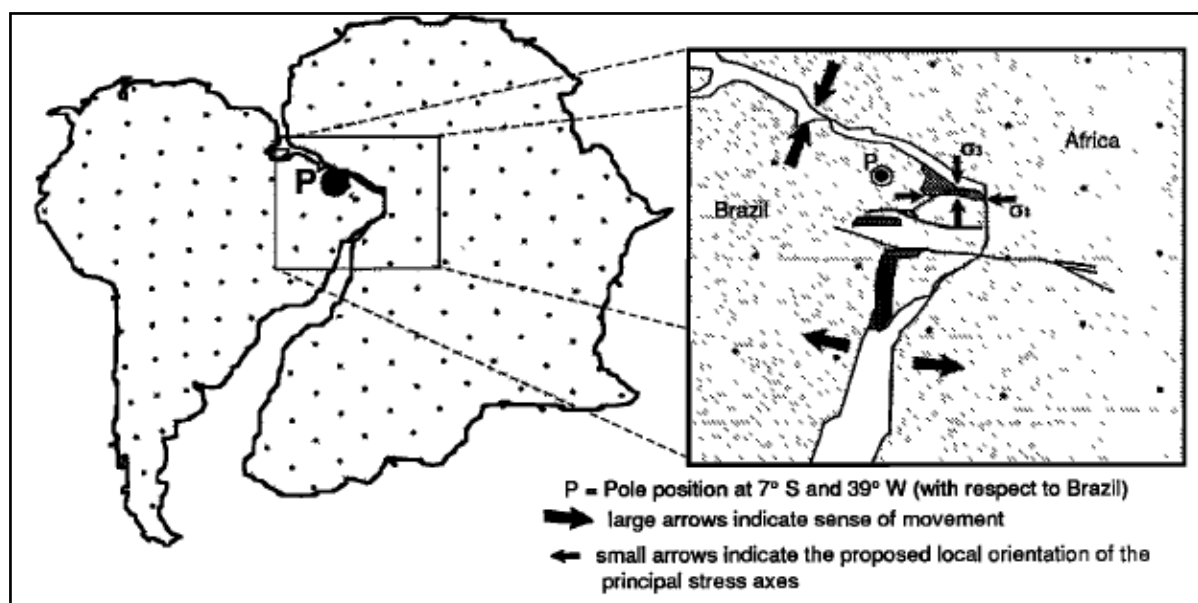 P
Africa
P
σ3
Brazil
σ1
P = Pole position at 7° S and 39° W (with respect to Brazil)
large arrows indicate sense of movement
small arrows indicate the proposed local orientation of the
principal stress axes